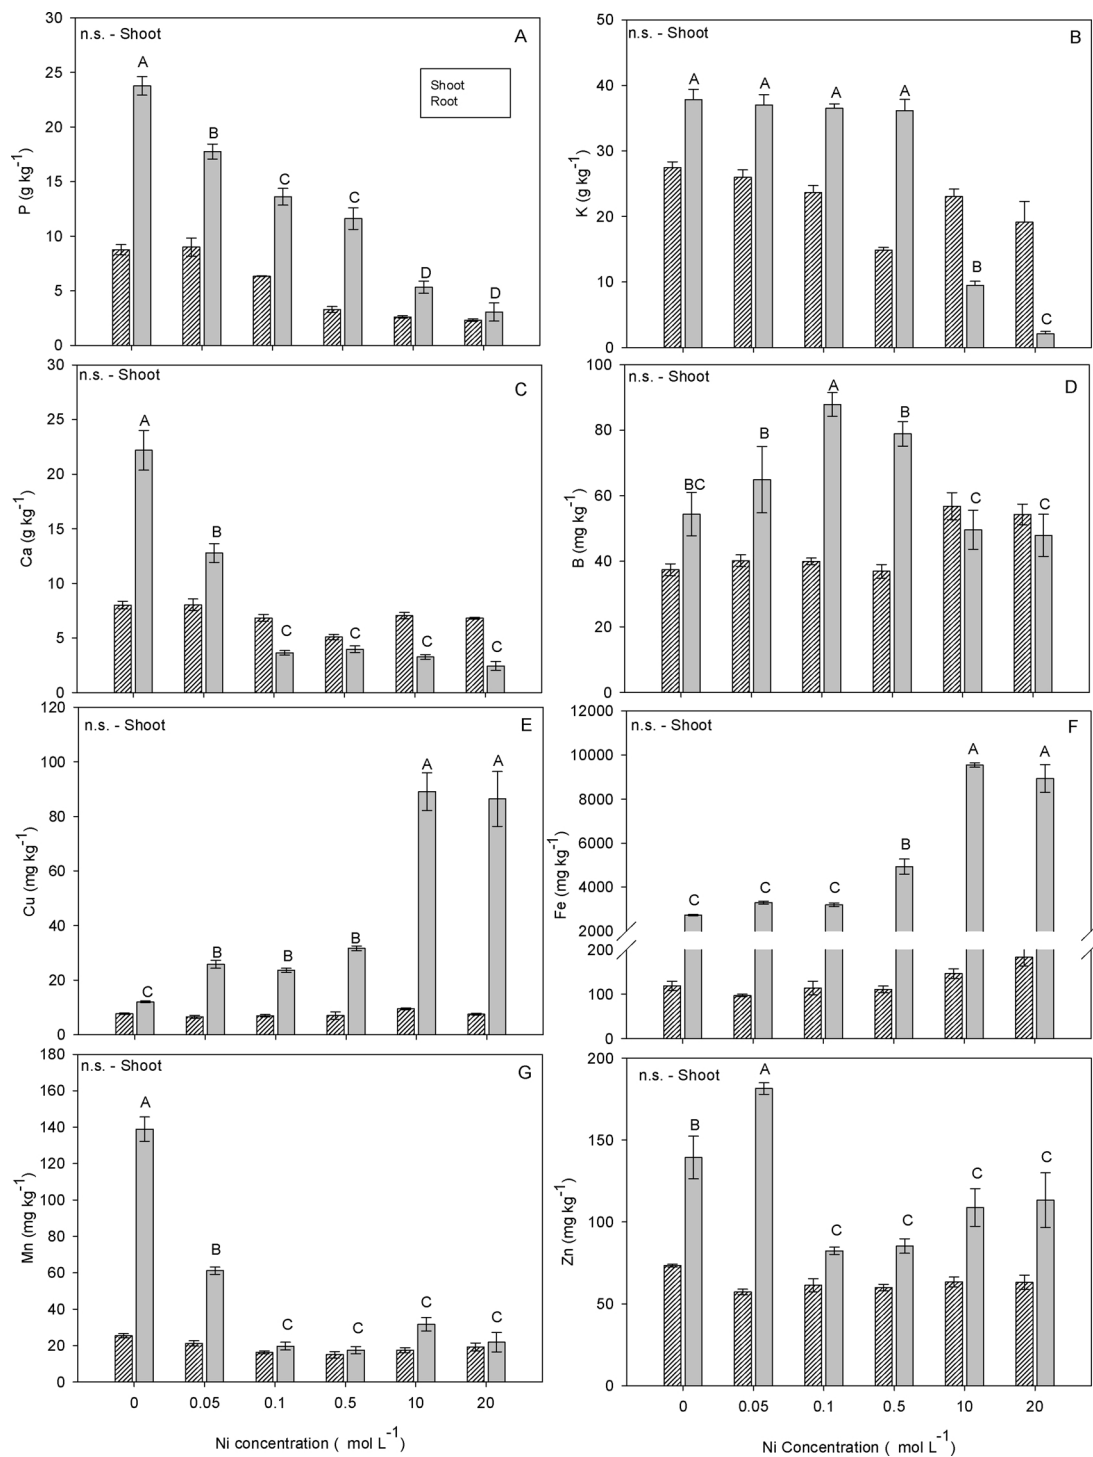 n.s. - Shoot
A
Shoot
Root
P (g kg-1)
30
25
20
15
10
5
0
A
B
C
C
D
D
n.s. - Shoot
B
K (g kg-1)
50
40
30
20
10
0
A
A
A
A
B
C
n.s. - Shoot
C
Ca (g kg-1)
30
25
20
15
10
5
0
A
B
C
C
C
C
n.s. - Shoot
D
B (mg kg-1)
100
80
60
40
20
0
BC
B
A
B
C
C
n.s. - Shoot
E
Cu (mg kg-1)
120
100
80
60
40
20
0
C
B
B
B
A
A
n.s. - Shoot
F
Fe (mg kg-1)
12000
10000
8000
6000
4000
2000
200
100
0
C
C
C
B
A
A
n.s. - Shoot
G
Mn (mg kg-1)
180
160
140
120
100
80
60
40
20
0
A
B
C
C
C
C
0 0.05 0.1 0.5 10 20
Ni concentration ( mol L-1)
n.s. - Shoot
Zn (mg kg-1)
200
150
100
50
0
B
A
C
C
C
C
0 0.05 0.1 0.5 10 20
Ni Concentration ( mol L-1)